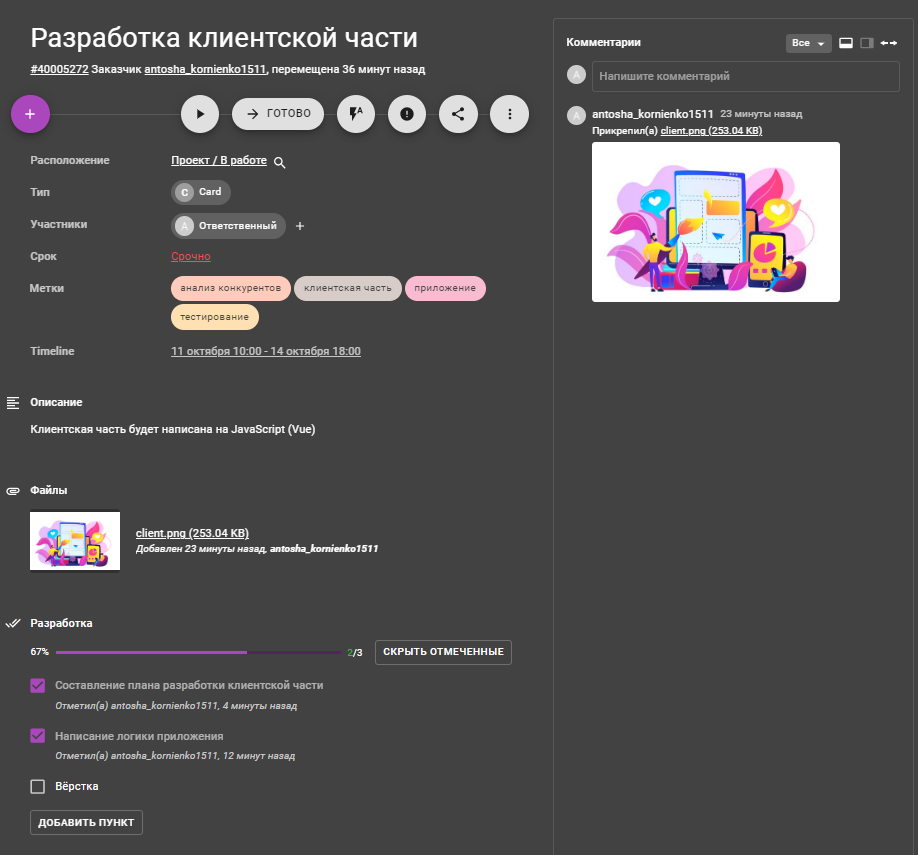 Разработка клиентской части
#40005272 Заказчик antosha_kornienko1511, перемещена 36 минут назад
ГОТОВО
Расположение
Проект / В работе
Тип
C Card
Участники
A Ответственный +
Срок
Срочно
Метки
анализ конкурентов
клиентская часть
приложение
тестирование
Timeline
11 октября 10:00 - 14 октября 18:00
Описание
Клиентская часть будет написана на JavaScript (Vue)
Файлы
client.png (253.04 KB)
Добавлен 23 минуты назад, antosha_kornienko1511
Разработка
67%
2/3
СКРЫТЬ ОТМЕЧЕННЫЕ
Составление плана разработки клиентской части
Отметил(а) antosha_kornienko1511, 4 минуты назад
Написание логики приложения
Отметил(а) antosha_kornienko1511, 12 минут назад
Вёрстка
ДОБАВИТЬ ПУНКТ
Комментарии
Все
A
Напишите комментарий
A
antosha_kornienko1511 23 минуты назад
Прикрепил(а) client.png (253.04 KB)